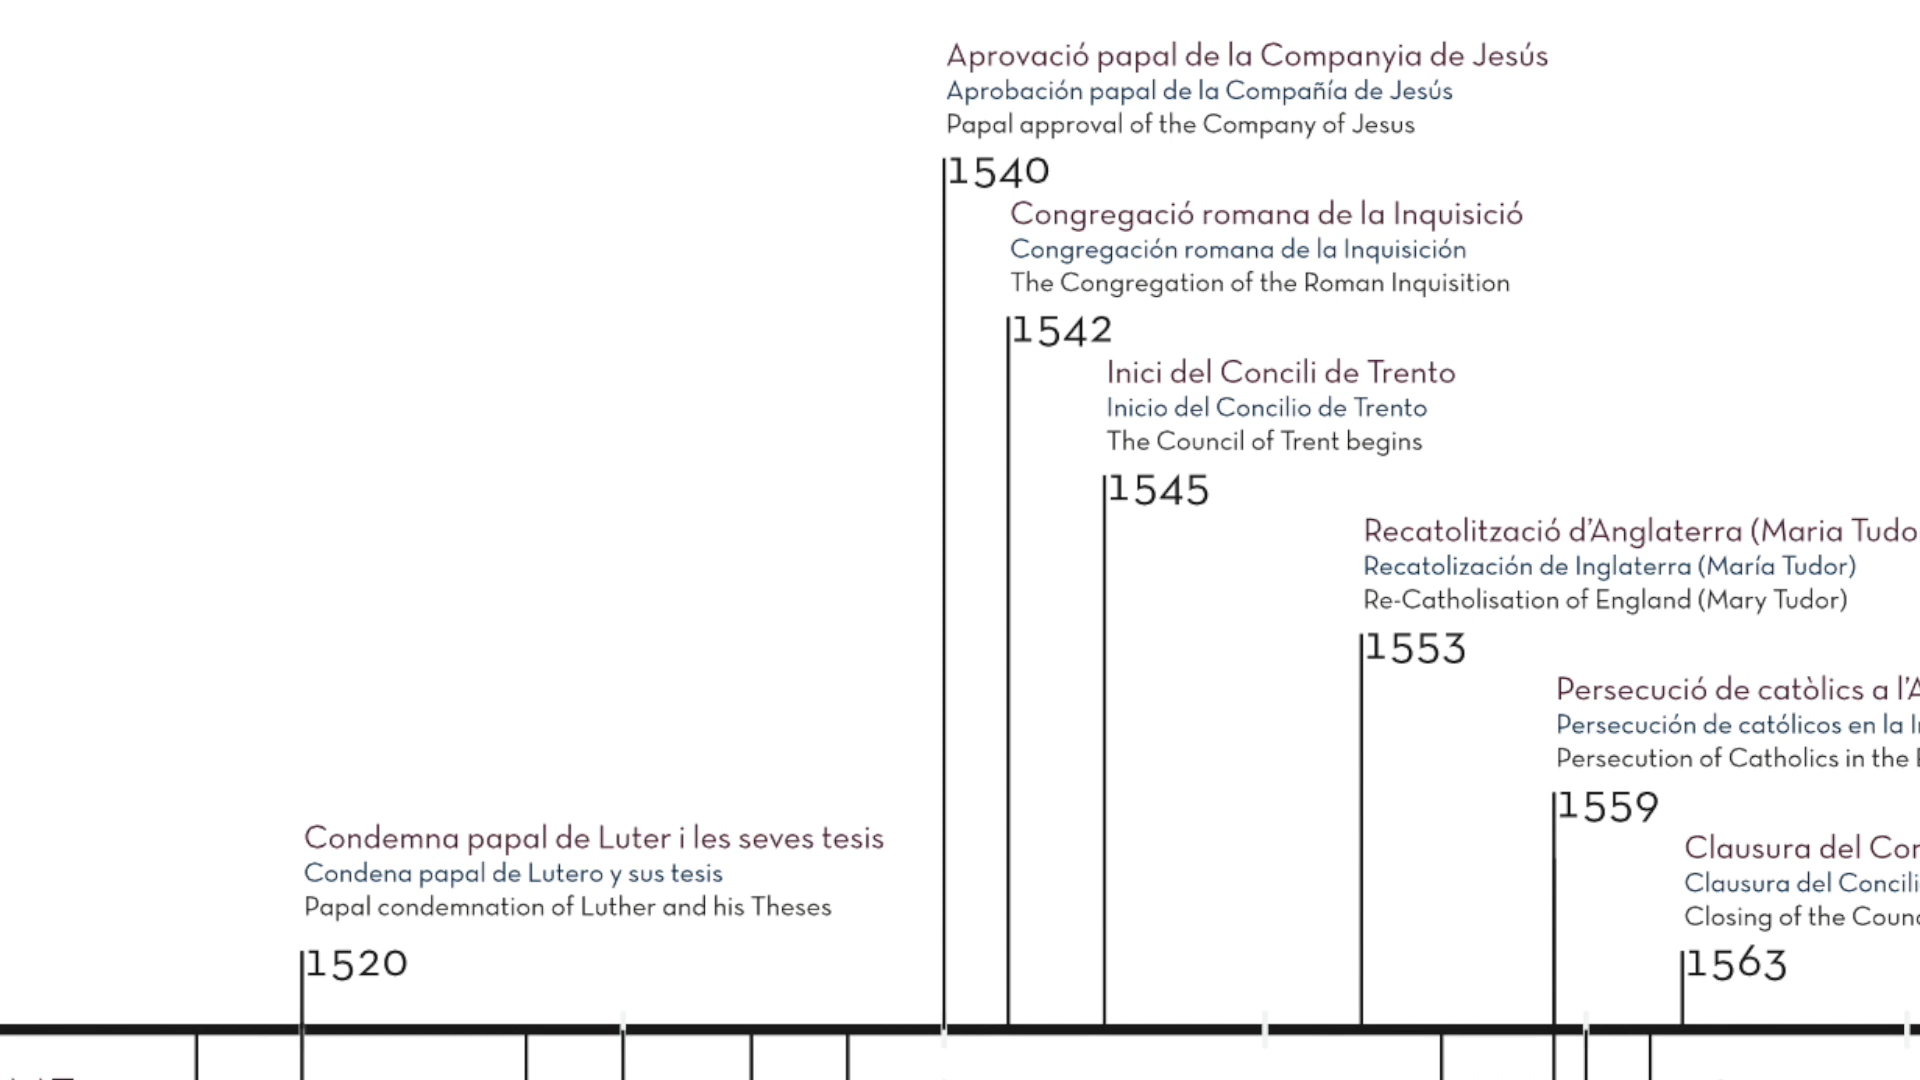 Aprovació papal de la Companyia de Jesús
Aprobación papal de la Compañía de Jesús
Papal approval of the Company of Jesus
1540
Congregació romana de la Inquisició
Congregación romana de la Inquisición
The Congregation of the Roman Inquisition
1542
Inici del Concili de Trento
Inicio del Concilio de Trento
The Council of Trent begins
1545
Recatolització d’Anglaterra (Maria Tudo
Recatolización de Inglaterra (María Tudor)
Re-Catholisation of England (Mary Tudor)
1553
Persecució de catòlics a l’A
Persecución de católicos en la
Persecution of Catholics in the
1559
Clausura del
Clausura del
Closing of the
1563
Condemna papal de Luter i les seves tesis
Condena papal de Lutero y sus tesis
Papal condemnation of Luther and his Theses
1520